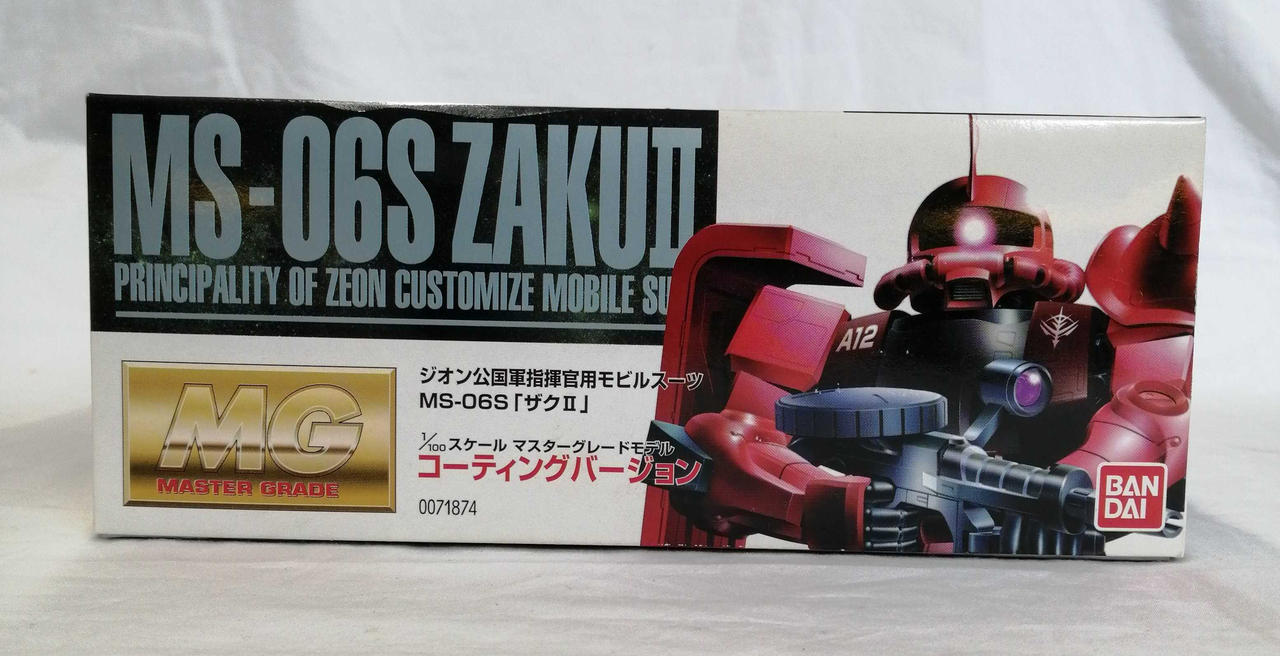 MS-06S ZAKUII
PRINCIPALITY OF ZEON CUSTOMIZE MOBILE
MG
MASTER GRADE
ジオン公国軍指揮官用モビルスーツ
MS-06S「ザクⅡ」
1/100スケール マスターグレードモデル
コーティングバージョン
0071874
A12
BAN
DAI